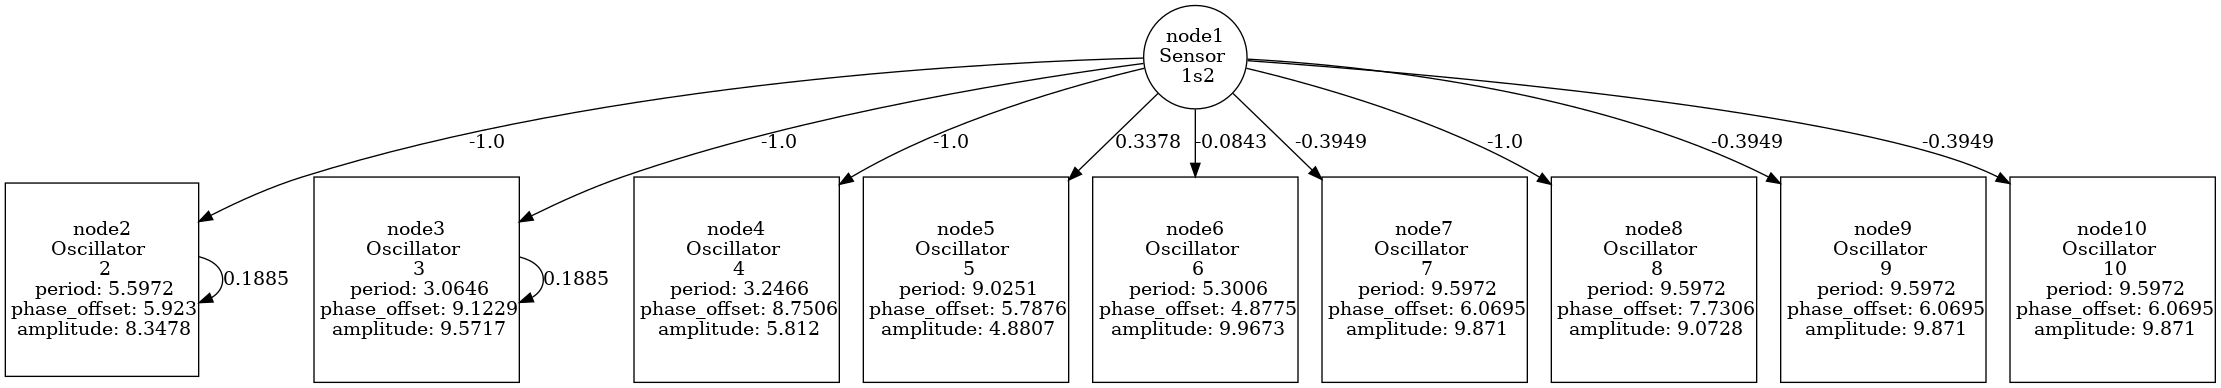 node1
Sensor
1s2
-1.0
-1.0
-1.0
0.3378
-0.0843
-0.3949
-1.0
-0.3949
-0.3949
node2
Oscillator
2
period: 5.5972
phase_offset: 5.923
amplitude: 8.3478
0.1885
node3
Oscillator
3
period: 3.0646
phase_offset: 9.1229
amplitude: 9.5717
0.1885
node4
Oscillator
4
period: 3.2466
phase_offset: 8.7506
amplitude: 5.812
node5
Oscillator
5
period: 9.0251
phase_offset: 5.7876
amplitude: 4.8807
node6
Oscillator
6
period: 5.3006
phase_offset: 4.8775
amplitude: 9.9673
node7
Oscillator
7
period: 9.5972
phase_offset: 6.0695
amplitude: 9.871
node8
Oscillator
8
period: 9.5972
phase_offset: 7.7306
amplitude: 9.0728
node9
Oscillator
9
period: 9.5972
phase_offset: 6.0695
amplitude: 9.871
node10
Oscillator
10
period: 9.5972
phase_offset: 6.0695
amplitude: 9.871